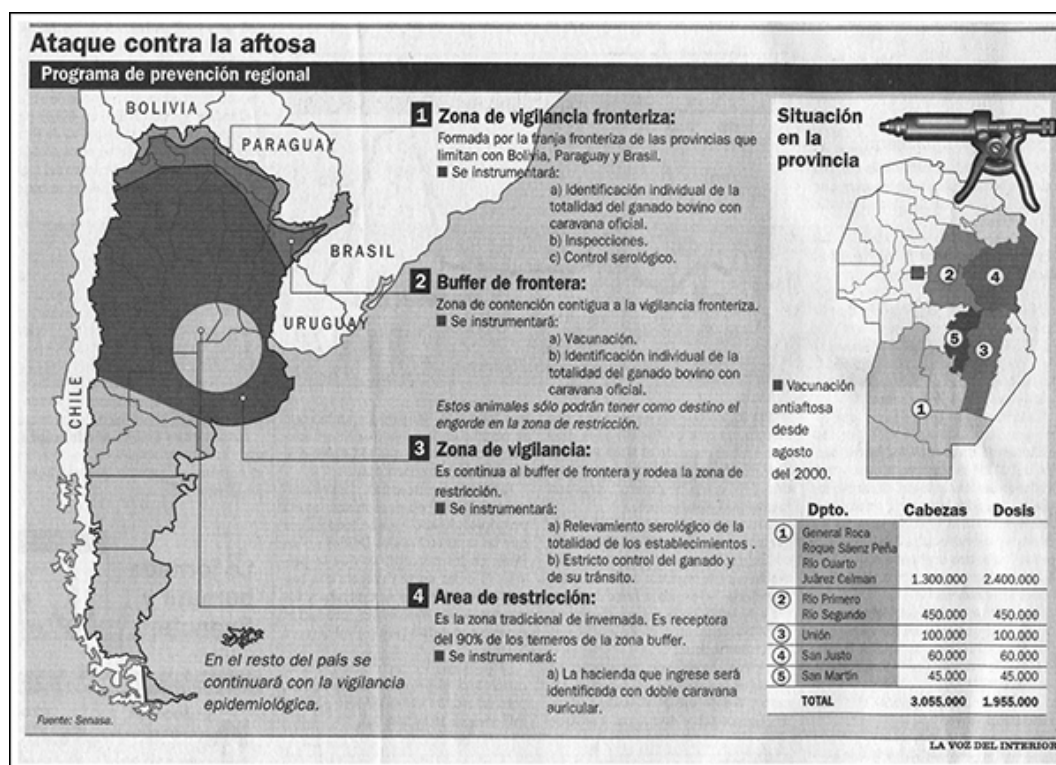 Ataque contra la aftosa
Programa de prevención regional
BOLIVIA
PARAGUAY
BRASIL
URUGUAY
CHILE
1 Zona de vigilancia fronteriza:
Formada por la franja fronteriza de las provincias que
limitan con Bolivia, Paraguay y Brasil.
■ Se instrumentará:
a) Identificación individual de la
totalidad del ganado bovino con
caravana oficial.
b) Inspecciones.
c) Control serológico.
2 Buffer de frontera:
Zona de contención contigua a la vigilancia fronteriza.
■ Se instrumentará:
a) Vacunación.
b) Identificación individual de la
totalidad del ganado bovino con
caravana oficial.
Estos animales sólo podrán tener como destino el
engorde en la zona de restricción.
3 Zona de vigilancia:
Es continua al buffer de frontera y rodea la zona de
restricción.
■ Se instrumentará:
a) Relevamiento serológico de la
totalidad de los establecimientos .
b) Estricto control del ganado y
de su tránsito.
4 Area de restricción:
Es la zona tradicional de invernada. Es receptora
del 90% de los terneros de la zona buffer.
■ Se instrumentará:
a) La hacienda que ingrese será
identificada con doble caravana
auricular.
En el resto del país se
continuará con la vigilancia
epidemiológica.
Fuente: Senasa.
Situación
en la
provincia
2
4
5
3
1
■ Vacunación
antiaftosa
desde
agosto
del 2000.
Dpto. Cabezas Dosis
1 General Roca
Roque Sáenz Peña
Río Cuarto
Juárez Celman 1.300.000 2.400.000
2 Río Primero
Río Segundo 450.000 450.000
3 Unión 100.000 100.000
4 San Justo 60.000 60.000
5 San Martín 45.000 45.000
TOTAL 3.055.000 1.955.000
LA VOZ DEL INTERIOR